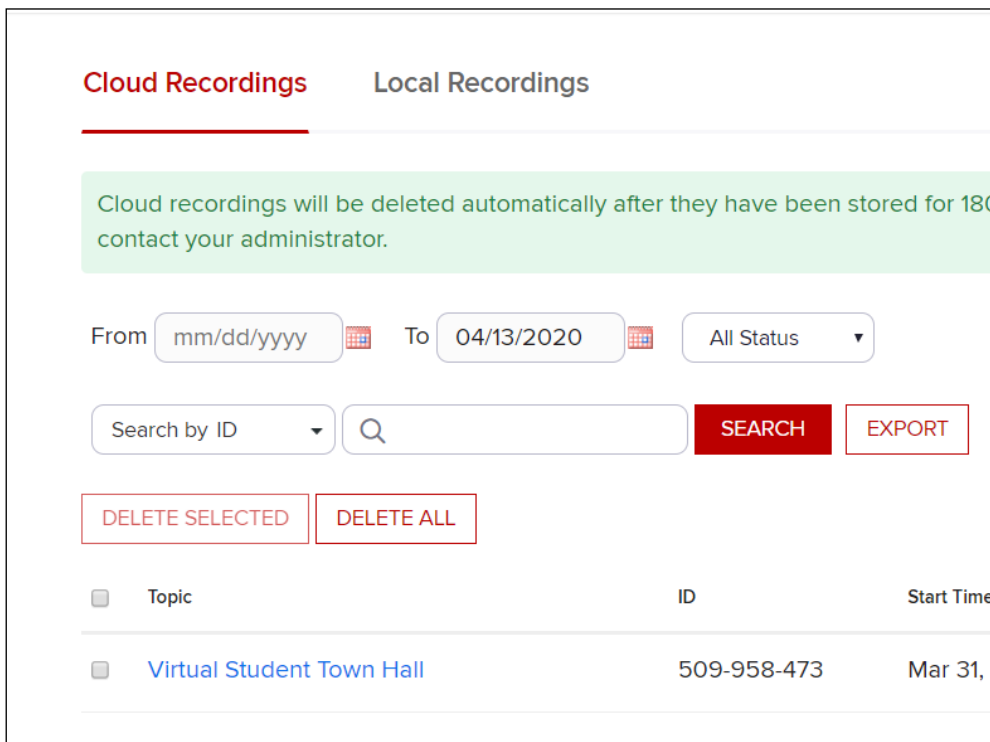 Cloud Recordings Local Recordings
Cloud recordings will be deleted automatically after they have been stored for 180
contact your administrator.
From mm/dd/yyyy To 04/13/2020 All Status
Search by ID SEARCH EXPORT
DELETE SELECTED DELETE ALL
Topic ID Start Time
Virtual Student Town Hall 509-958-473 Mar 31,